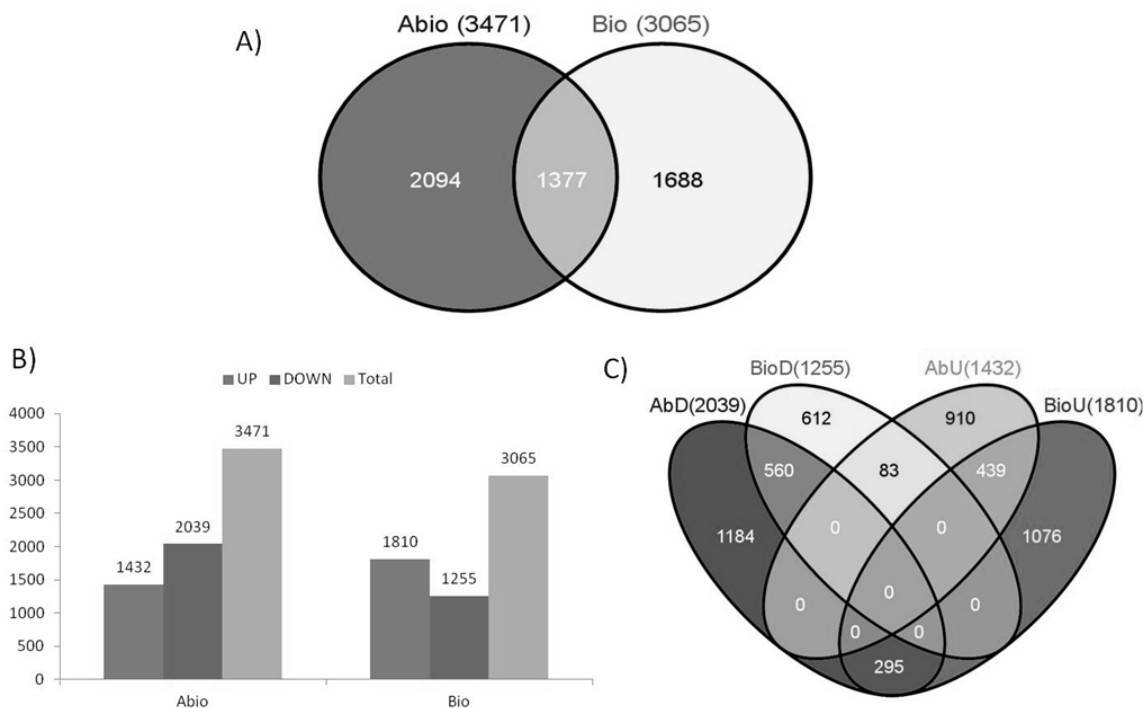 A)
Abio (3471) Bio (3065)
2094 1377 1688
B)
UP DOWN Total
4000
3500
3000
2500
2000
1500
1000
500
0
1432 2039 3471 1810 1255 3065
Abio Bio
C)
BioD(1255) AbU(1432)
AbD(2039) BioU(1810)
612 910
560 83 439
1184 0 0 1076
0 0 0
0 0
295